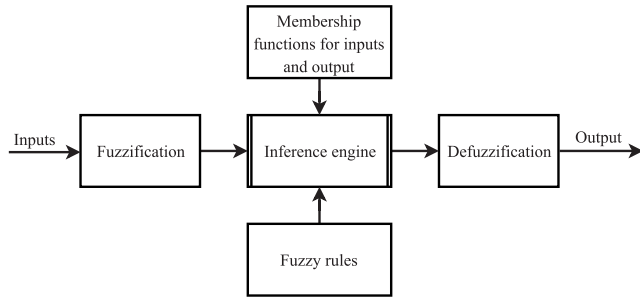 Membership
functions for inputs
and output
Inputs
Fuzzification
Inference engine
Defuzzification
Output
Fuzzy rules